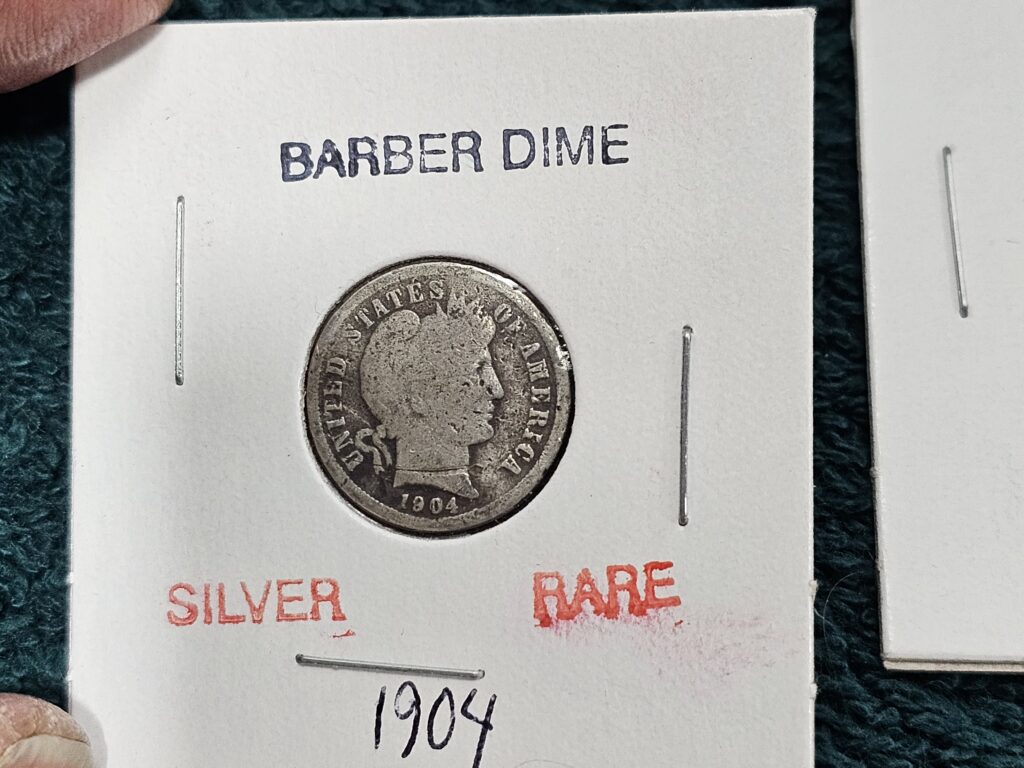 BARBER DIME
UNITED STATES OF AMERICA
1904
SILVER RARE
1904